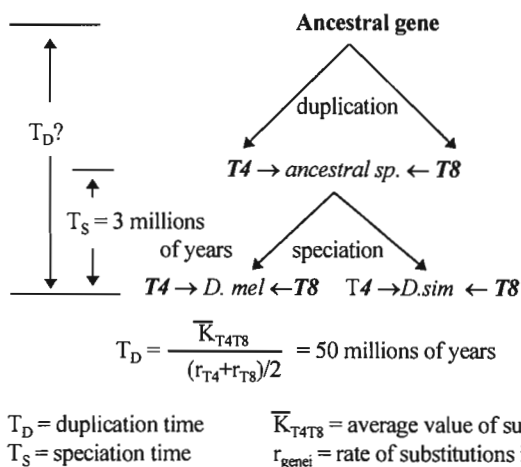 Ancestral gene
duplication
T_D?
T4 → ancestral sp. ← T8
T_S = 3 millions
of years
speciation
T4 → D. mel ←T8 T4 →D.sim ← T8
T_D = K̅_T4T8 / (r_T4+r_T8)/2 = 50 millions of years
T_D = duplication time K̅_T4T8 = average value of
T_S = speciation time r_genei = rate of substitutions